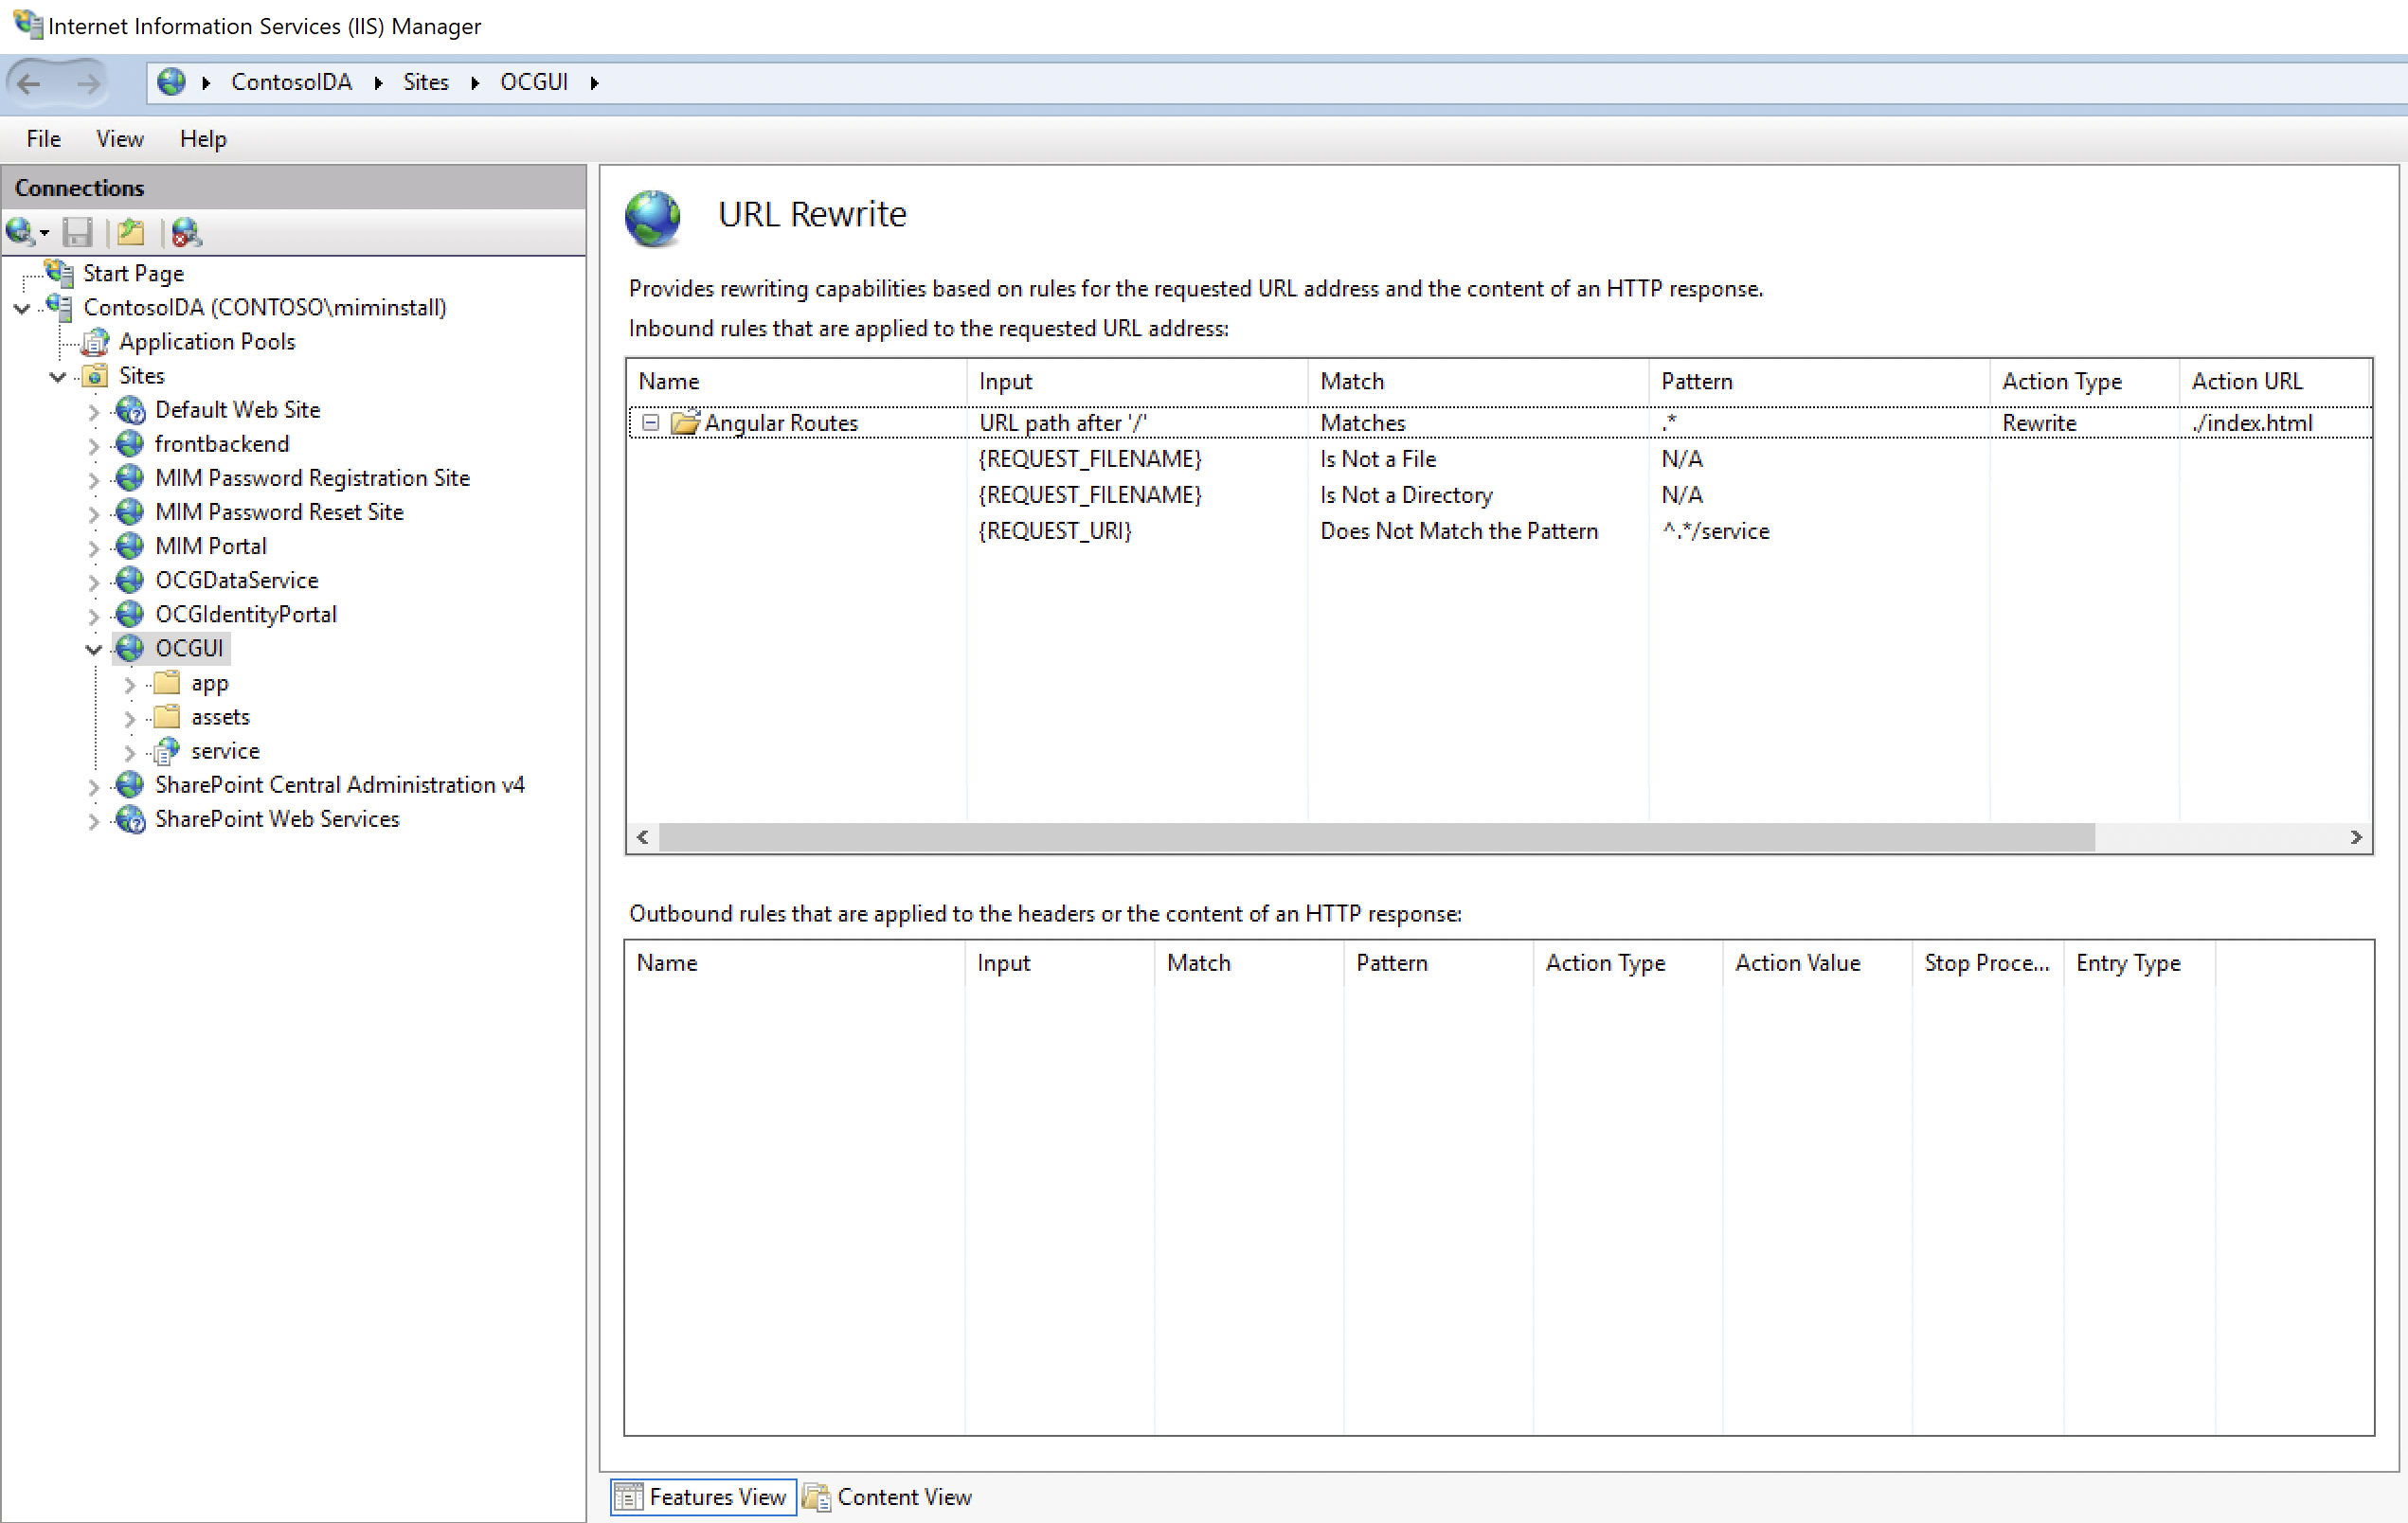 Internet Information Services (IIS) Manager
ContosoIDA Sites OCGUI
File View Help
Connections
Start Page
ContosoIDA (CONTOSO\miminstall)
Application Pools
Sites
Default Web Site
frontbackend
MIM Password Registration Site
MIM Password Reset Site
MIM Portal
OCGDataService
OCGIdentityPortal
OCGUI
app
assets
service
SharePoint Central Administration v4
SharePoint Web Services
URL Rewrite
Provides rewriting capabilities based on rules for the requested URL address and the content of an HTTP response.
Inbound rules that are applied to the requested URL address:
Name Input Match Pattern Action Type Action URL
Angular Routes URL path after '/' Matches .* Rewrite ./index.html
{REQUEST_FILENAME} Is Not a File N/A
{REQUEST_FILENAME} Is Not a Directory N/A
{REQUEST_URI} Does Not Match the Pattern ^.*/service
Outbound rules that are applied to the headers or the content of an HTTP response:
Name Input Match Pattern Action Type Action Value Stop Proce... Entry Type
Features View Content View